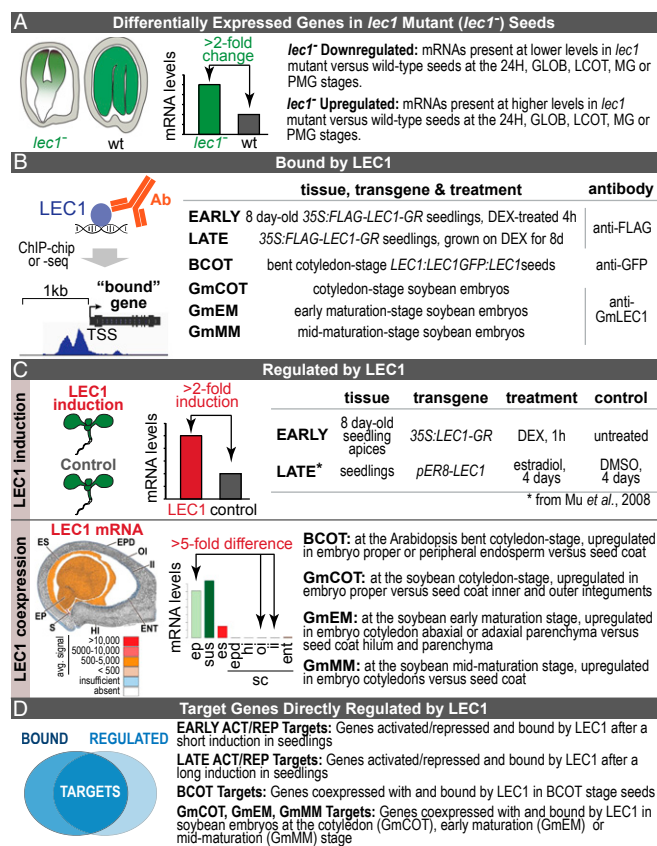 A Differentially Expressed Genes in lec1 Mutant (lec1⁻) Seeds
lec1⁻
wt
>2-fold
change
mRNA levels
lec1⁻ wt
lec1⁻ Downregulated: mRNAs present at lower levels in lec1
mutant versus wild-type seeds at the 24H, GLOB, LCOT, MG or
PMG stages.
lec1⁻ Upregulated: mRNAs present at higher levels in lec1
mutant versus wild-type seeds at the 24H, GLOB, LCOT, MG or
PMG stages.
B Bound by LEC1
Ab
LEC1
ChIP-chip
or -seq
1kb
“bound”
gene
TSS
tissue, transgene & treatment antibody
EARLY 8 day-old 35S:FLAG-LEC1-GR seedlings, DEX-treated 4h
LATE 35S:FLAG-LEC1-GR seedlings, grown on DEX for 8d
anti-FLAG
BCOT bent cotyledon-stage LEC1:LEC1GFP:LEC1seeds anti-GFP
GmCOT cotyledon-stage soybean embryos
GmEM early maturation-stage soybean embryos
GmMM mid-maturation-stage soybean embryos
anti-
GmLEC1
C Regulated by LEC1
LEC1 induction
LEC1
induction
Control
>2-fold
induction
mRNA levels
LEC1 control
tissue transgene treatment control
EARLY 8 day-old seedling apices 35S:LEC1-GR DEX, 1h untreated
LATE* seedlings pER8-LEC1 estradiol, 4 days DMSO, 4 days
* from Mu et al., 2008
LEC1 coexpression
LEC1 mRNA
ES
EPD
OI
II
EP
S
HI
ENT
avg. signal
>10,000
5000-10,000
500-5,000
< 500
insufficient
absent
>5-fold difference
mRNA levels
ep
sus
es
epd
hi
oi
ii
ent
sc
BCOT: at the Arabidopsis bent cotyledon-stage, upregulated
in embryo proper or peripheral endosperm versus seed coat
GmCOT: at the soybean cotyledon-stage, upregulated in
embryo proper versus seed coat inner and outer integuments
GmEM: at the soybean early maturation stage, upregulated
in embryo cotyledon abaxial or adaxial parenchyma versus
seed coat hilum and parenchyma
GmMM: at the soybean mid-maturation stage, upregulated
in embryo cotyledons versus seed coat
D Target Genes Directly Regulated by LEC1
BOUND REGULATED
TARGETS
EARLY ACT/REP Targets: Genes activated/repressed and bound by LEC1 after a
short induction in seedlings
LATE ACT/REP Targets: Genes activated/repressed and bound by LEC1 after a
long induction in seedlings
BCOT Targets: Genes coexpressed with and bound by LEC1 in BCOT stage seeds
GmCOT, GmEM, GmMM Targets: Genes coexpressed with and bound by LEC1 in
soybean embryos at the cotyledon (GmCOT), early maturation (GmEM) or
mid-maturation (GmMM) stage